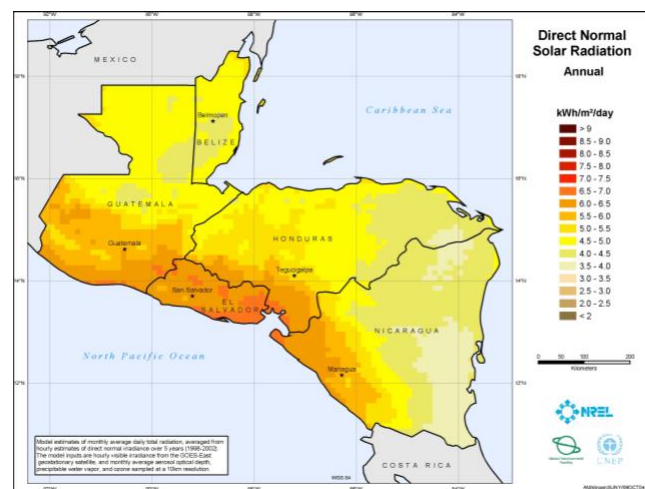 Direct Normal
Solar Radiation
Annual
kWh/m²/day
> 9
8.5 - 9.0
8.0 - 8.5
7.5 - 8.0
7.0 - 7.5
6.5 - 7.0
6.0 - 6.5
5.5 - 6.0
5.0 - 5.5
4.5 - 5.0
4.0 - 4.5
3.5 - 4.0
3.0 - 3.5
2.5 - 3.0
2.0 - 2.5
< 2
MEXICO
Caribbean Sea
Belmopan
BELIZE
GUATEMALA
Guatemala
HONDURAS
Tegucigalpa
San Salvador
EL
SALVADOR
NICARAGUA
Managua
North Pacific Ocean
COSTA RICA
Kilometers
0
100
200
NREL
UNEP
Model estimates of monthly average daily total radiation, averaged from
hourly estimates of direct normal irradiance over 5 years (1998-2002).
The model inputs are hourly visible irradiance from the GOES-East
geostationary satellite, and monthly average aerosol optical depth,
precipitable water vapor, and ozone sampled at a 10km resolution.